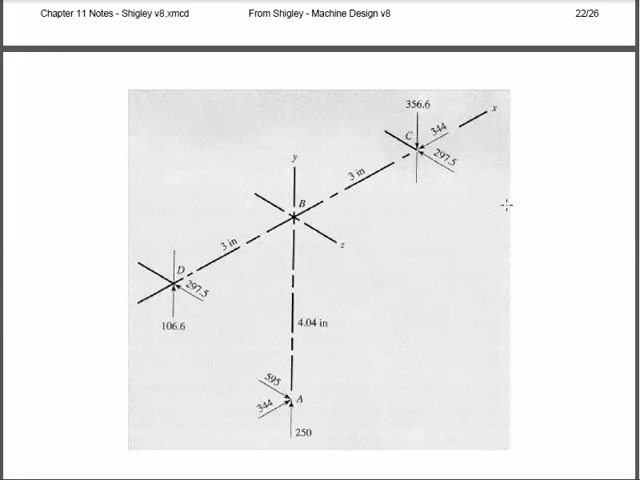 Chapter 11 Notes - Shigley v8.xmcd From Shigley - Machine Design v8 22/26
356.6
x
C 344
297.5
y
3 in
B
z
3 in
D
297.5
106.6
4.04 in
595
A
344
250